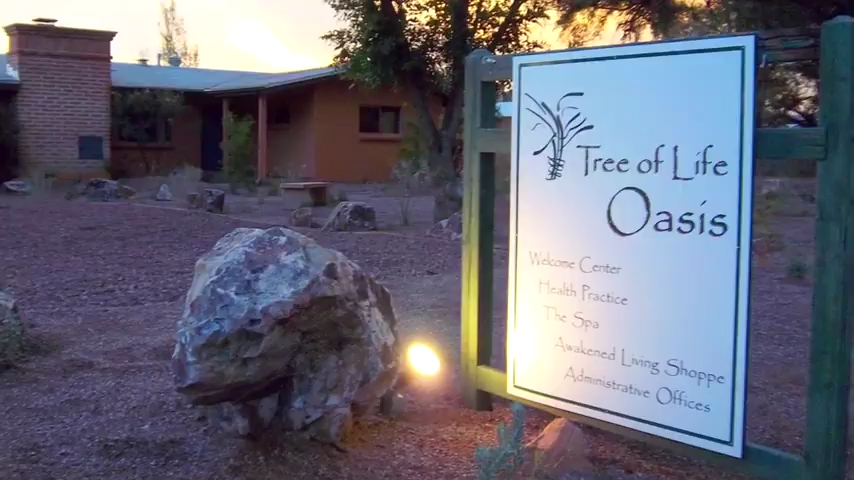 Tree of Life
Oasis
Welcome Center
Health Practice
The Spa
Awakened Living Shoppe
Administrative Offices